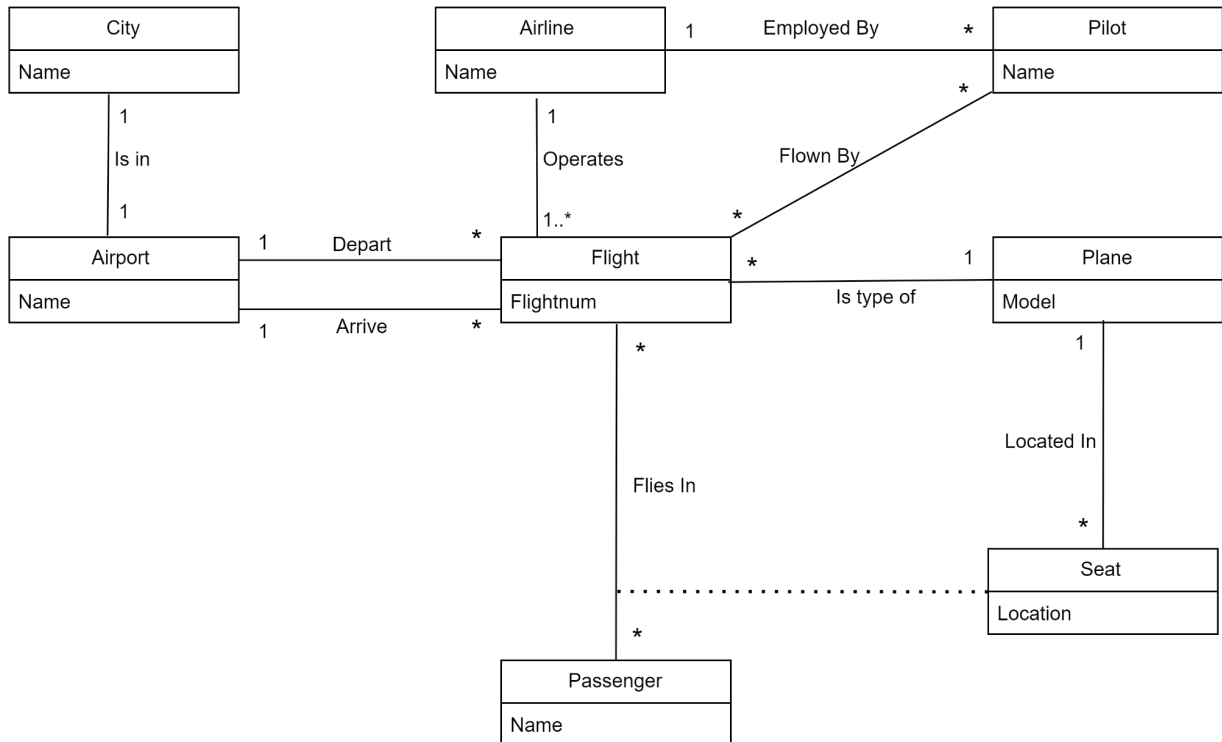 City
Name
Airline
Name
1
Employed By
*
Pilot
Name
1
Is in
1
1
Operates
1..*
*
Flown By
*
Airport
Name
1
Depart
*
1
Arrive
*
Flight
Flightnum
*
1
Is type of
Plane
Model
1
Located In
*
*
Flies In
*
Seat
Location
Passenger
Name